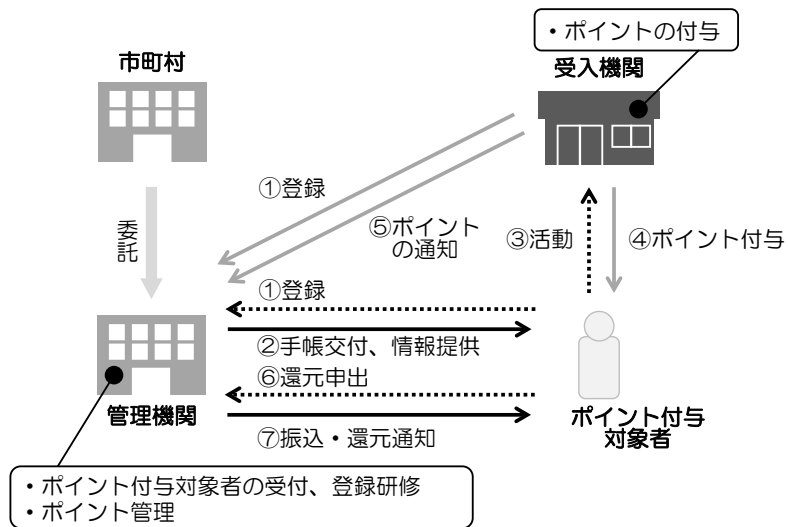 ・ポイントの付与
市町村
受入機関
①登録
⑤ポイント
の通知
③活動
④ポイント付与
委託
①登録
②手帳交付、情報提供
⑥還元申出
管理機関
⑦振込・還元通知
ポイント付与
対象者
・ポイント付与対象者の受付、登録研修
・ポイント管理